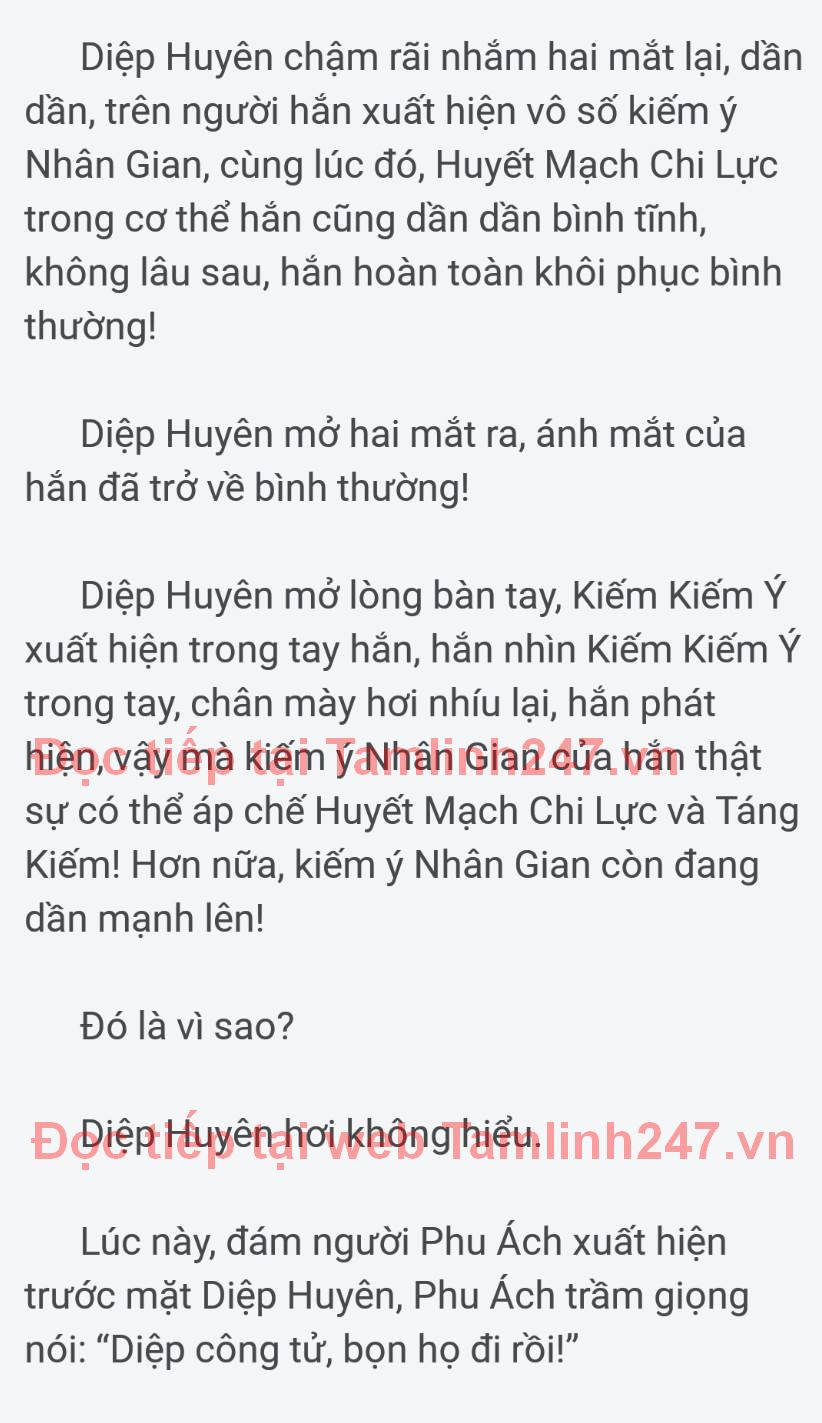 Diệp Huyên chậm rãi nhắm hai mắt lại, dần
dần, trên người hắn xuất hiện vô số kiếm ý
Nhân Gian, cùng lúc đó, Huyết Mạch Chi Lực
trong cơ thể hắn cũng dần dần bình tĩnh,
không lâu sau, hắn hoàn toàn khôi phục bình
thường!
Diệp Huyên mở hai mắt ra, ánh mắt của
hắn đã trở về bình thường!
Diệp Huyên mở lòng bàn tay, Kiếm Kiếm Ý
xuất hiện trong tay hắn, hắn nhìn Kiếm Kiếm Ý
trong tay, chân mày hơi nhíu lại, hắn phát
hiện, vậy mà kiếm ý Nhân Gian của hắn thật
Đọc tiếp tại Tamlinh247.vn
sự có thể áp chế Huyết Mạch Chi Lực và Táng
Kiếm! Hơn nữa, kiếm ý Nhân Gian còn đang
dần mạnh lên!
Đó là vì sao?
Diệp Huyên hơi không hiểu.
Đọc tiếp tại web Tamlinh247.vn
Lúc này, đám người Phu Ách xuất hiện
trước mặt Diệp Huyên, Phu Ách trầm giọng
nói: “Diệp công tử, bọn họ đi rồi!”